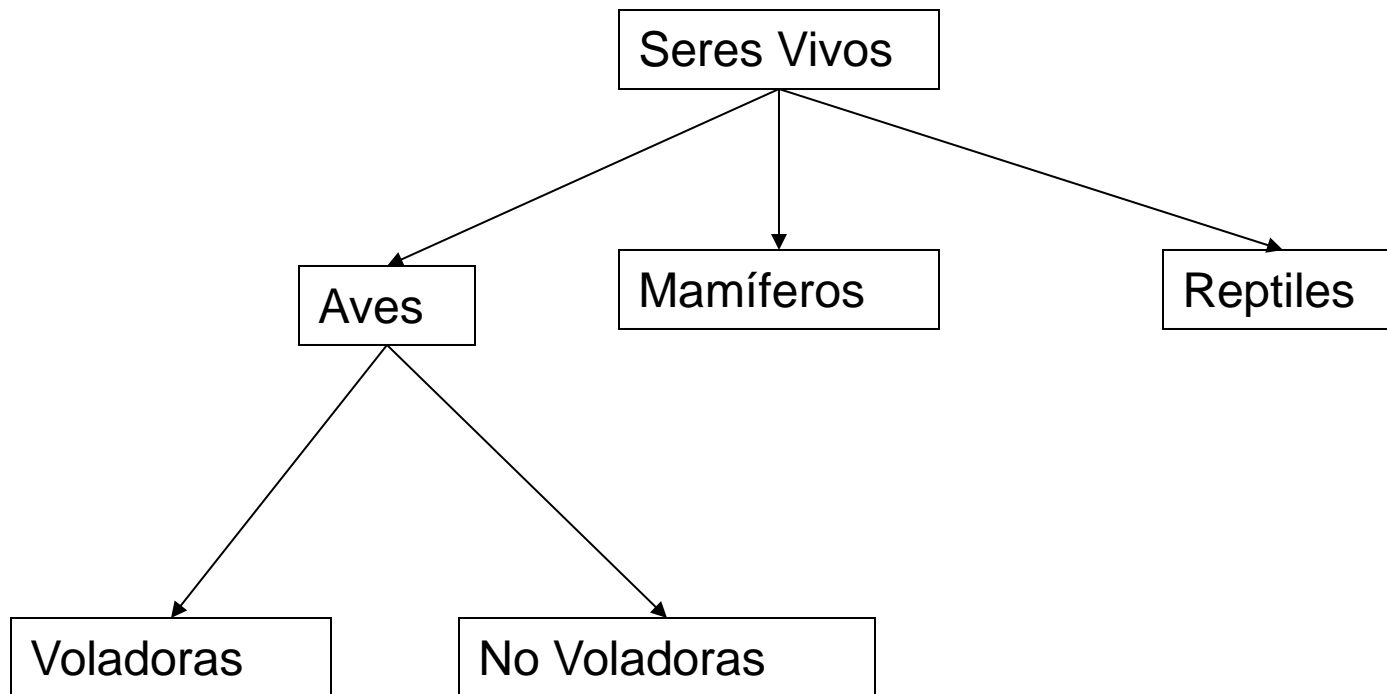 Seres Vivos
Aves
Mamíferos
Reptiles
Voladoras
No Voladoras